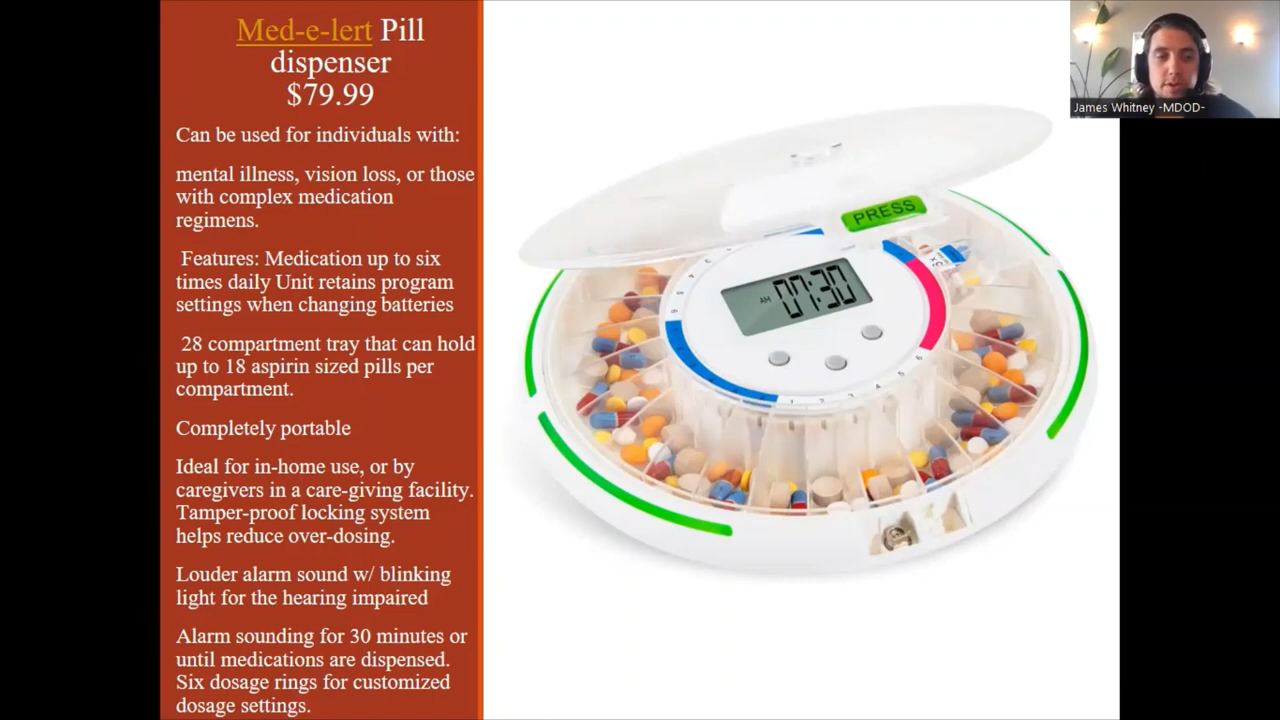 Med-e-lert Pill
dispenser
$79.99
Can be used for individuals with:
mental illness, vision loss, or those
with complex medication
regimens.
Features: Medication up to six
times daily Unit retains program
settings when changing batteries
28 compartment tray that can hold
up to 18 aspirin sized pills per
compartment.
Completely portable
Ideal for in-home use, or by
caregivers in a care-giving facility.
Tamper-proof locking system
helps reduce over-dosing.
Louder alarm sound w/ blinking
light for the hearing impaired
Alarm sounding for 30 minutes or
until medications are dispensed.
Six dosage rings for customized
dosage settings.
PRESS
AM 07:30
James Whitney -MDOD-